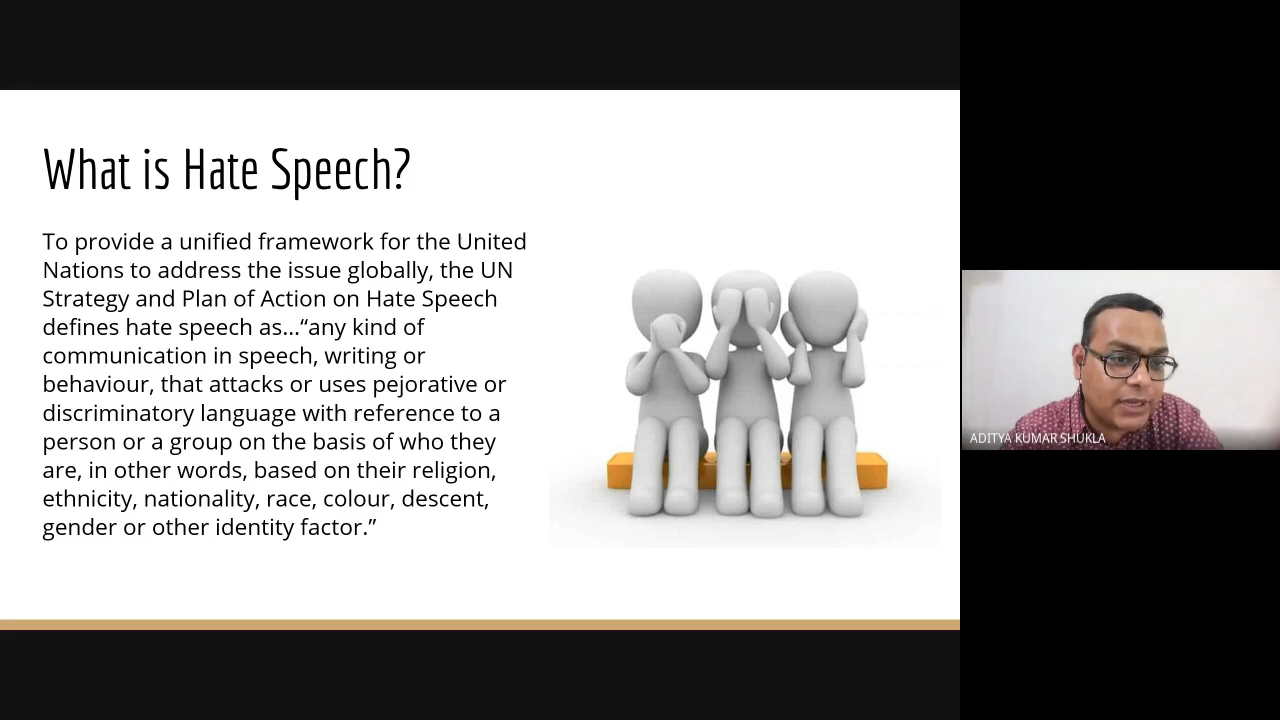 What is Hate Speech?
To provide a unified framework for the United
Nations to address the issue globally, the UN
Strategy and Plan of Action on Hate Speech
defines hate speech as...“any kind of
communication in speech, writing or
behaviour, that attacks or uses pejorative or
discriminatory language with reference to a
person or a group on the basis of who they
are, in other words, based on their religion,
ethnicity, nationality, race, colour, descent,
gender or other identity factor.”
ADITYA KUMAR SHUKLA